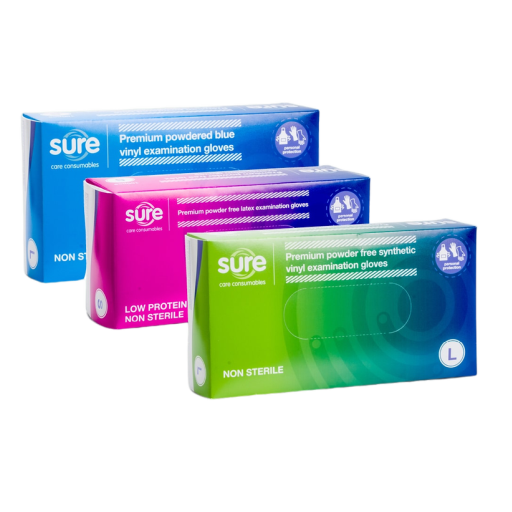 sure
care consumables
Premium powdered blue
vinyl examination gloves
personal
protection
NON ST
sure
care consumables
Premium powder free latex examination gloves
personal
protection
S
LOW PROTEIN
NON STERILE
sure
care consumables
Premium powder free synthetic
vinyl examination gloves
personal
protection
NON STERILE
L